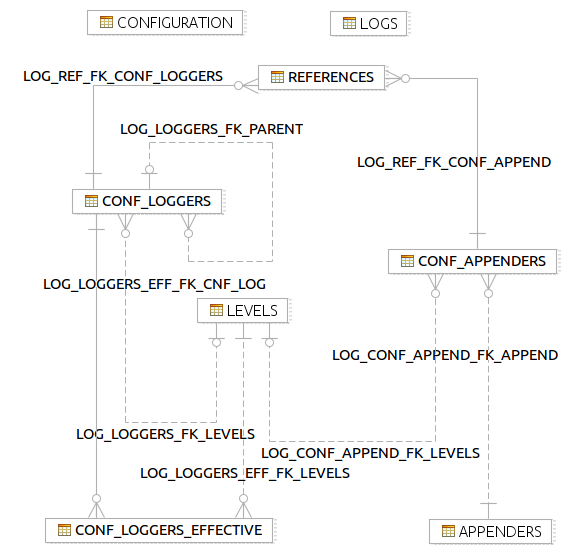 CONFIGURATION
LOGS
REFERENCES
LOG_REF_FK_CONF_LOGGERS
LOG_LOGGERS_FK_PARENT
LOG_REF_FK_CONF_APPEND
CONF_LOGGERS
CONF_APPENDERS
LOG_LOGGERS_EFF_FK_CNF_LOG
LEVELS
LOG_CONF_APPEND_FK_APPEND
LOG_LOGGERS_FK_LEVELS
LOG_CONF_APPEND_FK_LEVELS
LOG_LOGGERS_EFF_FK_LEVELS
CONF_LOGGERS_EFFECTIVE
APPENDERS